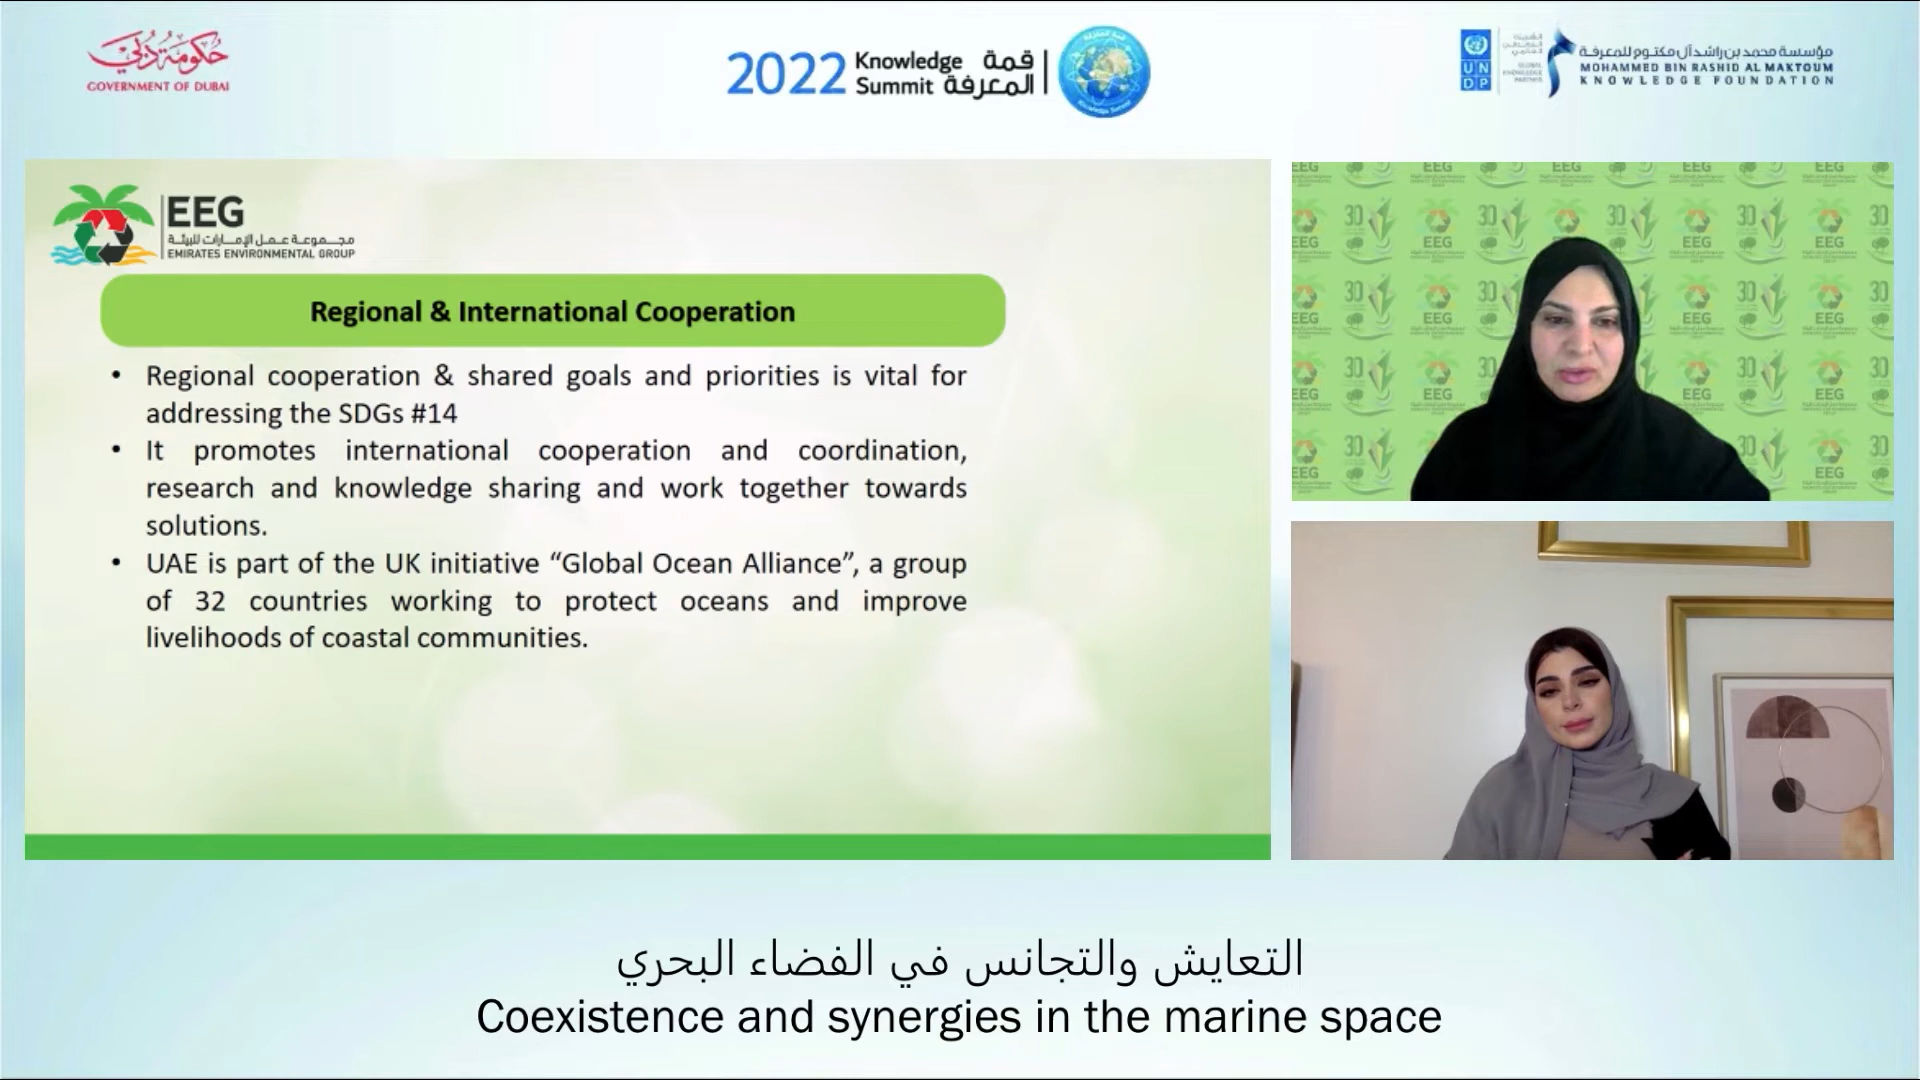 حكومة دبي
GOVERNMENT OF DUBAI
2022 Knowledge Summit
قمة المعرفة
UNDP
GLOBAL
KNOWLEDGE
PARTNER
مؤسسة محمد بن راشد آل مكتوم للمعرفة
MOHAMMED BIN RASHID AL MAKTOUM
KNOWLEDGE FOUNDATION
EEG
مجموعة عمل الإمارات للبيئة
EMIRATES ENVIRONMENTAL GROUP
Regional & International Cooperation
• Regional cooperation & shared goals and priorities is vital for
addressing the SDGs #14
• It promotes international cooperation and coordination,
research and knowledge sharing and work together towards
solutions.
• UAE is part of the UK initiative “Global Ocean Alliance”, a group
of 32 countries working to protect oceans and improve
livelihoods of coastal communities.
التعايش والتجانس في الفضاء البحري
Coexistence and synergies in the marine space